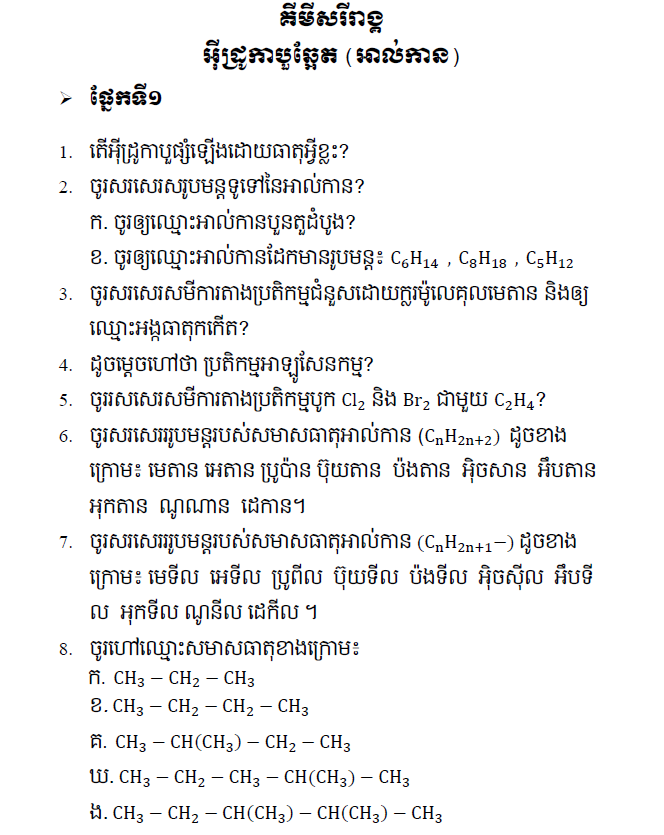 គីមីសរីរាង្គ
អ៊ីដ្រូកាបួឆ្អែត (អាល់កាន)
➢ ផ្នែកទី១
1. តើអ៊ីដ្រូកាបួផ្សំឡើងដោយធាតុអ្វីខ្លះ?
2. ចូរសរសេរសរូបមន្តទូទៅនៃអាល់កាន?
ក. ចូរឲ្យឈ្មោះអាល់កានបួនតួដំបូង?
ខ. ចូរឲ្យឈ្មោះអាល់កានដែកមានរូបមន្ត៖ C₆H₁₄ , C₈H₁₈ , C₅H₁₂
3. ចូរសរសេរសមីការតាងប្រតិកម្មជំនួសដោយក្លរម៉ូលេគុលមេតាន និងឲ្យ
ឈ្មោះអង្គធាតុកកើត?
4. ដូចម្ដេចហៅថា ប្រតិកម្មអាឡូសែនកម្ម?
5. ចូររសសេរសមីការតាងប្រតិកម្មបូក Cl₂ និង Br₂ ជាមួយ C₂H₄?
6. ចូរសរសេររូបមន្តរបស់សមាសធាតុអាល់កាន (CₙH₂ₙ₊₂) ដូចខាង
ក្រោម៖ មេតាន អេតាន ប្រូប៉ាន ប៊ុយតាន ប៉ងតាន អ៊ិចសាន អឹបតាន
អុកតាន ណូណាន ដេកាន។
7. ចូរសរសេររូបមន្តរបស់សមាសធាតុអាល់កាន (CₙH₂ₙ₊₁−) ដូចខាង
ក្រោម៖ មេទីល អេទីល ប្រូពីល ប៊ុយទីល ប៉ងទីល អ៊ិចស៊ីល អឹបទី
ល អុកទីល ណូនីល ដេកីល ។
8. ចូរហៅឈ្មោះសមាសធាតុខាងក្រោម៖
ក. CH₃ − CH₂ − CH₃
ខ. CH₃ − CH₂ − CH₂ − CH₃
គ. CH₃ − CH(CH₃) − CH₂ − CH₃
ឃ. CH₃ − CH₂ − CH₃ − CH(CH₃) − CH₃
ង. CH₃ − CH₂ − CH(CH₃) − CH(CH₃) − CH₃